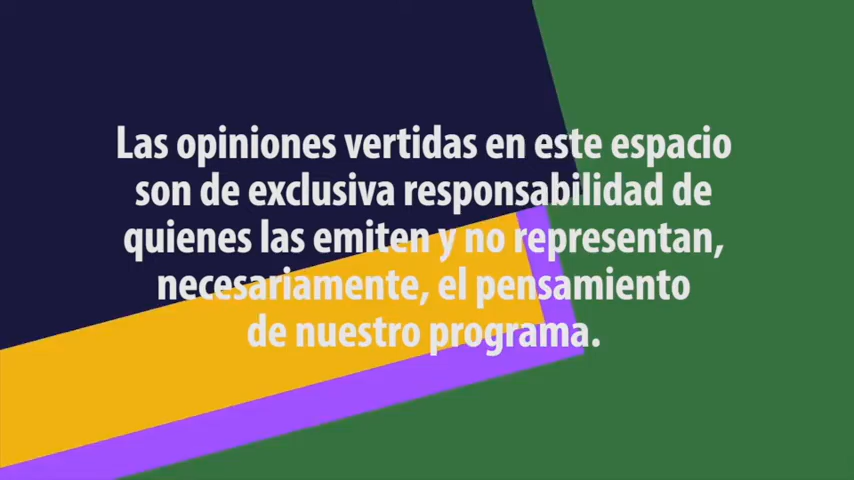 Las opiniones vertidas en este espacio
son de exclusiva responsabilidad de
quienes las emiten y no representan,
necesariamente, el pensamiento
de nuestro programa.